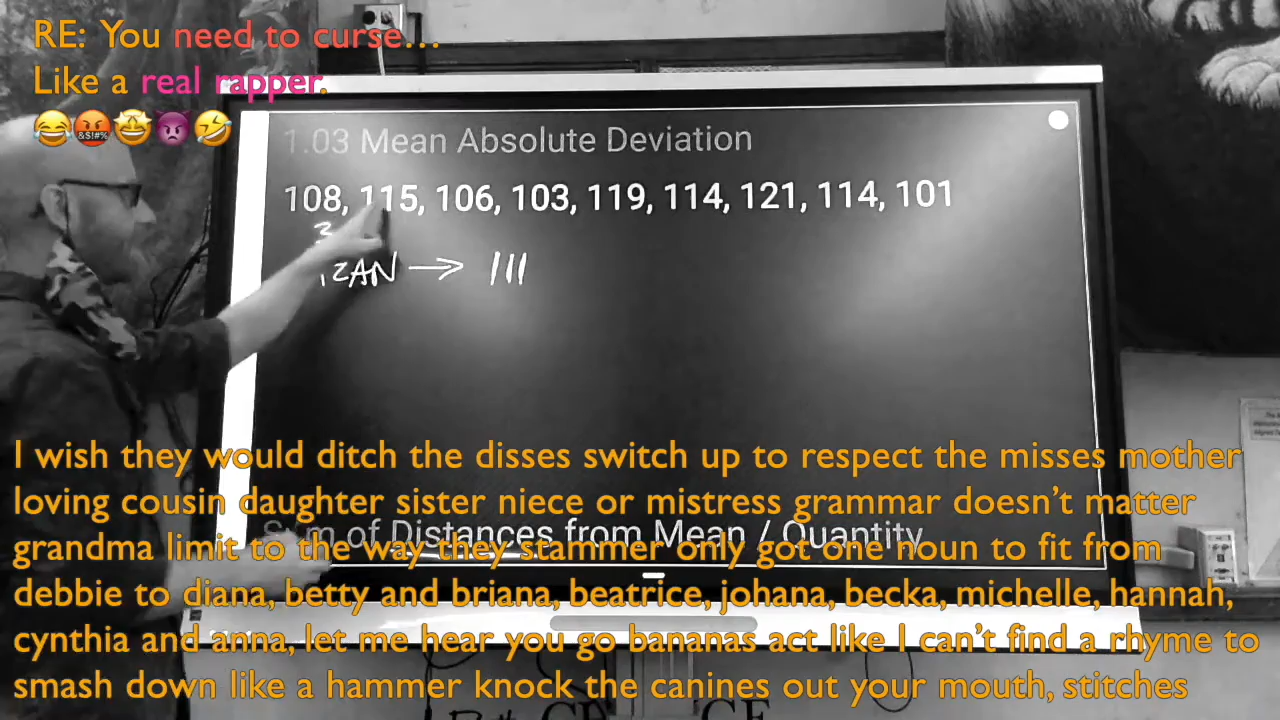 RE: You need to curse...
Like a real rapper.
😂🤬🤩👿🤣
1.03 Mean Absolute Deviation
108, 115, 106, 103, 119, 114, 121, 114, 101
3
EAN → 111
Sum of Distances from Mean / Quantity
I wish they would ditch the disses switch up to respect the misses mother
loving cousin daughter sister niece or mistress grammar doesn't matter
grandma limit to the way they stammer only got one noun to fit from
debbie to diana, betty and briana, beatrice, johana, becka, michelle, hannah,
cynthia and anna, let me hear you go bananas act like I can't find a rhyme to
smash down like a hammer knock the canines out your mouth, stitches